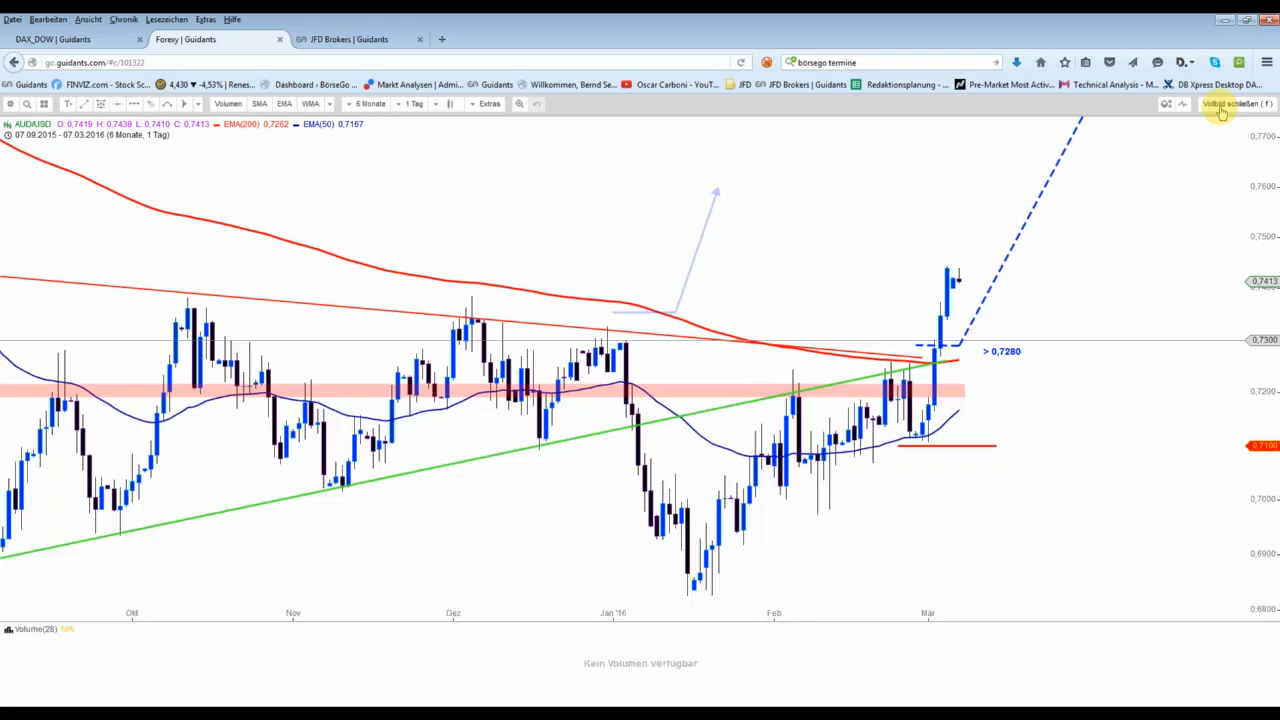 Datei Bearbeiten Ansicht Chronik Lesezeichen Extras Hilfe
DAX_DOW | Guidants × Forexy | Guidants × JFD Brokers | Guidants × +
go.guidants.com/#c/101322 börsego termine
Guidants FINVIZ.com - Stock Sc... 4,430 ▼ -4,53% | Renes... Dashboard ‹ BörseGo ... Markt Analysen | Admi... Guidants Willkommen, Bernd Se... Oscar Carboni - YouT... JFD JFD Brokers | Guidants Redaktionsplanung - ... Pre-Market Most Activ... Technical Analysis - M... DB Xpress Desktop DA...
Volumen SMA EMA WMA 6 Monate 1 Tag Extras Vollbild schließen ( f )
AUD/USD O: 0,7419 H: 0,7439 L: 0,7410 C: 0,7413 EMA(200) 0,7262 EMA(50) 0,7167
07.09.2015 - 07.03.2016 (6 Monate, 1 Tag)
0,7700
0,7600
0,7500
0,7413
0,7400
0,7300
> 0,7280
0,7200
0,7100
0,7000
0,6900
0,6800
Okt Nov Dez Jan '16 Feb Mär
Volume(28) N/A
Kein Volumen verfügbar